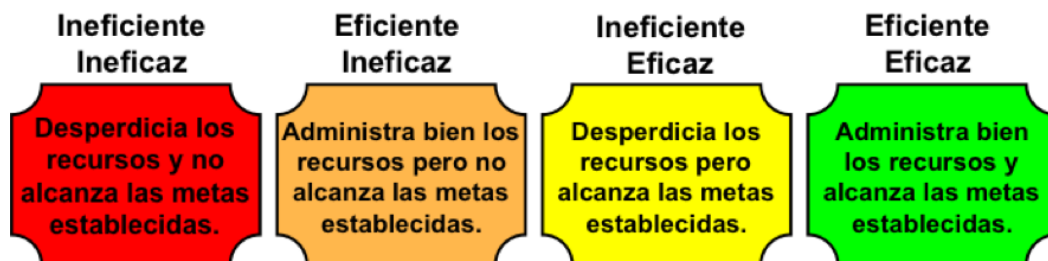 Ineficiente
Ineficaz
Desperdicia los
recursos y no
alcanza las metas
establecidas.
Eficiente
Ineficaz
Administra bien los
recursos pero no
alcanza las metas
establecidas.
Ineficiente
Eficaz
Desperdicia los
recursos pero
alcanza las metas
establecidas.
Eficiente
Eficaz
Administra bien
los recursos y
alcanza las metas
establecidas.